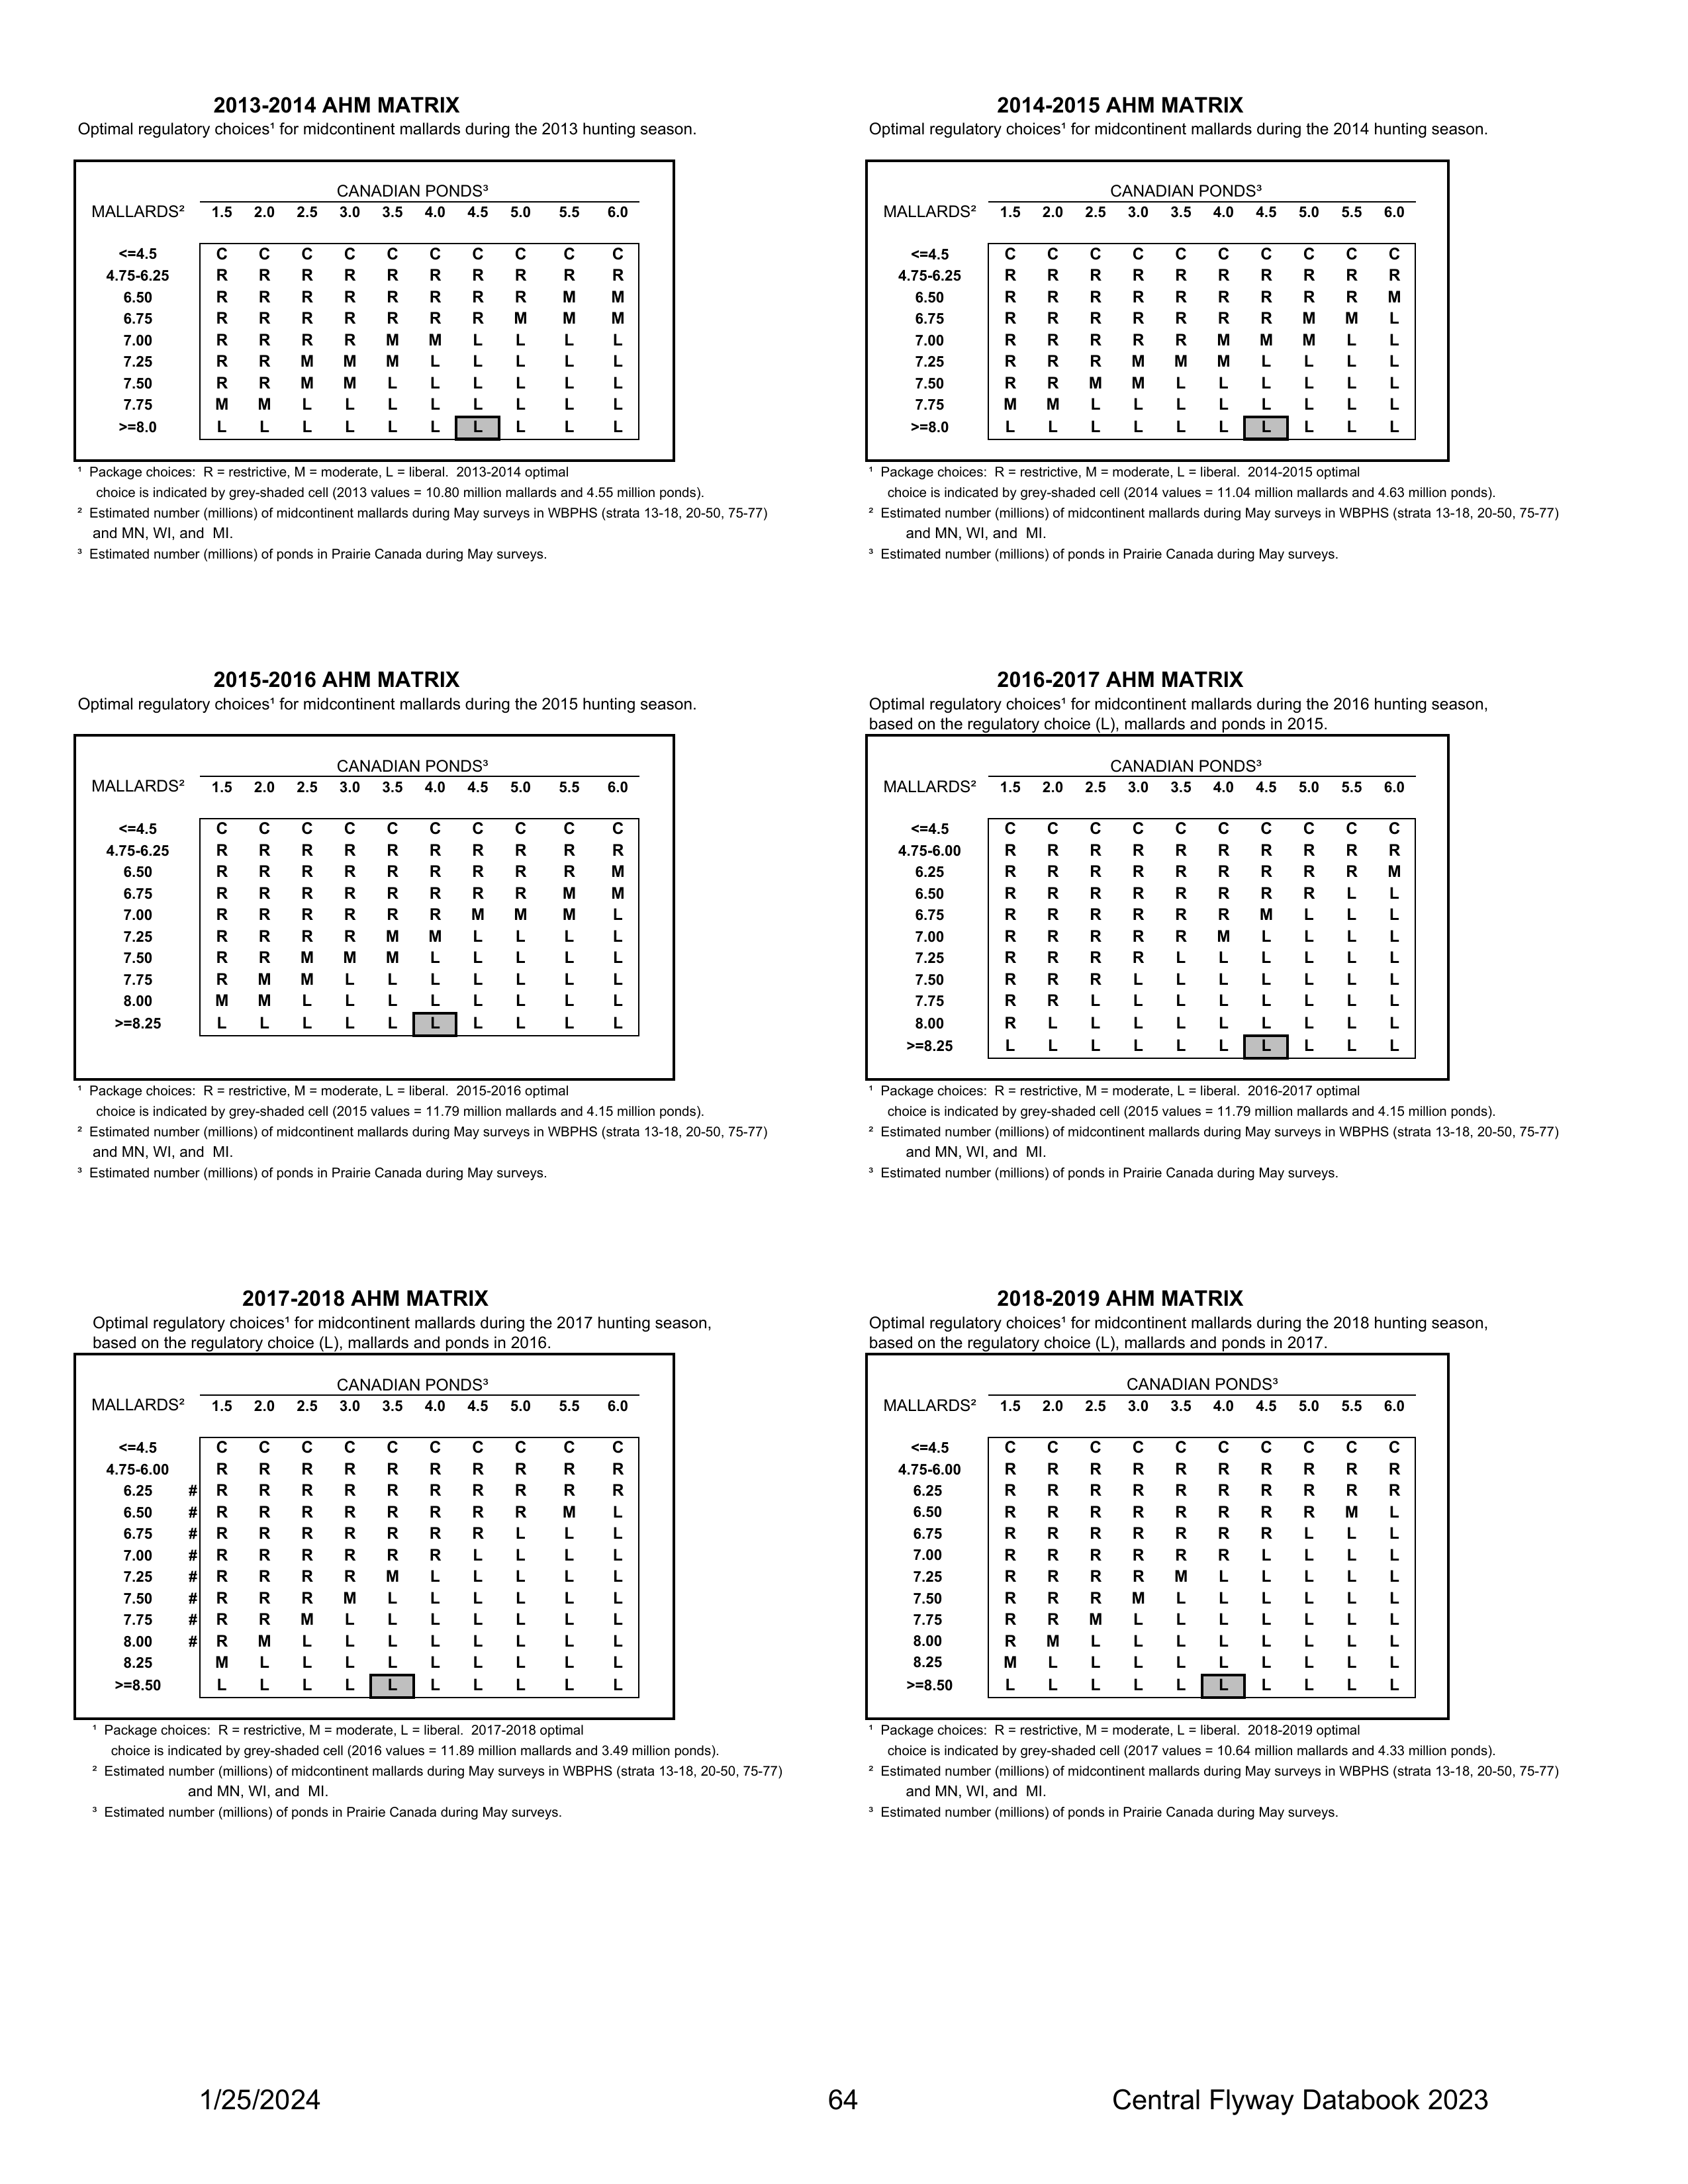 2013-2014 AHM MATRIX
Optimal regulatory choices¹ for midcontinent mallards during the 2013 hunting season.
CANADIAN PONDS³
MALLARDS² 1.5 2.0 2.5 3.0 3.5 4.0 4.5 5.0 5.5 6.0
<=4.5 C C C C C C C C C C
4.75-6.25 R R R R R R R R R R
6.50 R R R R R R R R M M
6.75 R R R R R R R M M M
7.00 R R R R M M L L L L
7.25 R R M M M L L L L L
7.50 R R M M L L L L L L
7.75 M M L L L L L L L L
>=8.0 L L L L L L L L L L
¹ Package choices: R = restrictive, M = moderate, L = liberal. 2013-2014 optimal
choice is indicated by grey-shaded cell (2013 values = 10.80 million mallards and 4.55 million ponds).
² Estimated number (millions) of midcontinent mallards during May surveys in WBPHS (strata 13-18, 20-50, 75-77)
and MN, WI, and MI.
³ Estimated number (millions) of ponds in Prairie Canada during May surveys.
2014-2015 AHM MATRIX
Optimal regulatory choices¹ for midcontinent mallards during the 2014 hunting season.
CANADIAN PONDS³
MALLARDS² 1.5 2.0 2.5 3.0 3.5 4.0 4.5 5.0 5.5 6.0
<=4.5 C C C C C C C C C C
4.75-6.25 R R R R R R R R R R
6.50 R R R R R R R R R M
6.75 R R R R R R R M M L
7.00 R R R R R M M M L L
7.25 R R R M M M L L L L
7.50 R R M M L L L L L L
7.75 M M L L L L L L L L
>=8.0 L L L L L L L L L L
¹ Package choices: R = restrictive, M = moderate, L = liberal. 2014-2015 optimal
choice is indicated by grey-shaded cell (2014 values = 11.04 million mallards and 4.63 million ponds).
² Estimated number (millions) of midcontinent mallards during May surveys in WBPHS (strata 13-18, 20-50, 75-77)
and MN, WI, and MI.
³ Estimated number (millions) of ponds in Prairie Canada during May surveys.
2015-2016 AHM MATRIX
Optimal regulatory choices¹ for midcontinent mallards during the 2015 hunting season.
CANADIAN PONDS³
MALLARDS² 1.5 2.0 2.5 3.0 3.5 4.0 4.5 5.0 5.5 6.0
<=4.5 C C C C C C C C C C
4.75-6.25 R R R R R R R R R R
6.50 R R R R R R R R R M
6.75 R R R R R R R R M M
7.00 R R R R R R M M M L
7.25 R R R R M M L L L L
7.50 R R M M M L L L L L
7.75 R M M L L L L L L L
8.00 M M L L L L L L L L
>=8.25 L L L L L L L L L L
¹ Package choices: R = restrictive, M = moderate, L = liberal. 2015-2016 optimal
choice is indicated by grey-shaded cell (2015 values = 11.79 million mallards and 4.15 million ponds).
² Estimated number (millions) of midcontinent mallards during May surveys in WBPHS (strata 13-18, 20-50, 75-77)
and MN, WI, and MI.
³ Estimated number (millions) of ponds in Prairie Canada during May surveys.
2016-2017 AHM MATRIX
Optimal regulatory choices¹ for midcontinent mallards during the 2016 hunting season,
based on the regulatory choice (L), mallards and ponds in 2015.
CANADIAN PONDS³
MALLARDS² 1.5 2.0 2.5 3.0 3.5 4.0 4.5 5.0 5.5 6.0
<=4.5 C C C C C C C C C C
4.75-6.00 R R R R R R R R R R
6.25 R R R R R R R R R M
6.50 R R R R R R R R L L
6.75 R R R R R R M L L L
7.00 R R R R R M L L L L
7.25 R R R R L L L L L L
7.50 R R R L L L L L L L
7.75 R R L L L L L L L L
8.00 R L L L L L L L L L
>=8.25 L L L L L L L L L L
¹ Package choices: R = restrictive, M = moderate, L = liberal. 2016-2017 optimal
choice is indicated by grey-shaded cell (2015 values = 11.79 million mallards and 4.15 million ponds).
² Estimated number (millions) of midcontinent mallards during May surveys in WBPHS (strata 13-18, 20-50, 75-77)
and MN, WI, and MI.
³ Estimated number (millions) of ponds in Prairie Canada during May surveys.
2017-2018 AHM MATRIX
Optimal regulatory choices¹ for midcontinent mallards during the 2017 hunting season,
based on the regulatory choice (L), mallards and ponds in 2016.
CANADIAN PONDS³
MALLARDS² 1.5 2.0 2.5 3.0 3.5 4.0 4.5 5.0 5.5 6.0
<=4.5 C C C C C C C C C C
4.75-6.00 R R R R R R R R R R
6.25 # R R R R R R R R R R
6.50 # R R R R R R R R M L
6.75 # R R R R R R R L L L
7.00 # R R R R R R L L L L
7.25 # R R R R M L L L L L
7.50 # R R R M L L L L L L
7.75 # R R M L L L L L L L
8.00 # R M L L L L L L L L
8.25 M L L L L L L L L L
>=8.50 L L L L L L L L L L
¹ Package choices: R = restrictive, M = moderate, L = liberal. 2017-2018 optimal
choice is indicated by grey-shaded cell (2016 values = 11.89 million mallards and 3.49 million ponds).
² Estimated number (millions) of midcontinent mallards during May surveys in WBPHS (strata 13-18, 20-50, 75-77)
and MN, WI, and MI.
³ Estimated number (millions) of ponds in Prairie Canada during May surveys.
2018-2019 AHM MATRIX
Optimal regulatory choices¹ for midcontinent mallards during the 2018 hunting season,
based on the regulatory choice (L), mallards and ponds in 2017.
CANADIAN PONDS³
MALLARDS² 1.5 2.0 2.5 3.0 3.5 4.0 4.5 5.0 5.5 6.0
<=4.5 C C C C C C C C C C
4.75-6.00 R R R R R R R R R R
6.25 R R R R R R R R R R
6.50 R R R R R R R R M L
6.75 R R R R R R R L L L
7.00 R R R R R R L L L L
7.25 R R R R M L L L L L
7.50 R R R M L L L L L L
7.75 R R M L L L L L L L
8.00 R M L L L L L L L L
8.25 M L L L L L L L L L
>=8.50 L L L L L L L L L L
¹ Package choices: R = restrictive, M = moderate, L = liberal. 2018-2019 optimal
choice is indicated by grey-shaded cell (2017 values = 10.64 million mallards and 4.33 million ponds).
² Estimated number (millions) of midcontinent mallards during May surveys in WBPHS (strata 13-18, 20-50, 75-77)
and MN, WI, and MI.
³ Estimated number (millions) of ponds in Prairie Canada during May surveys.
1/25/2024 64 Central Flyway Databook 2023